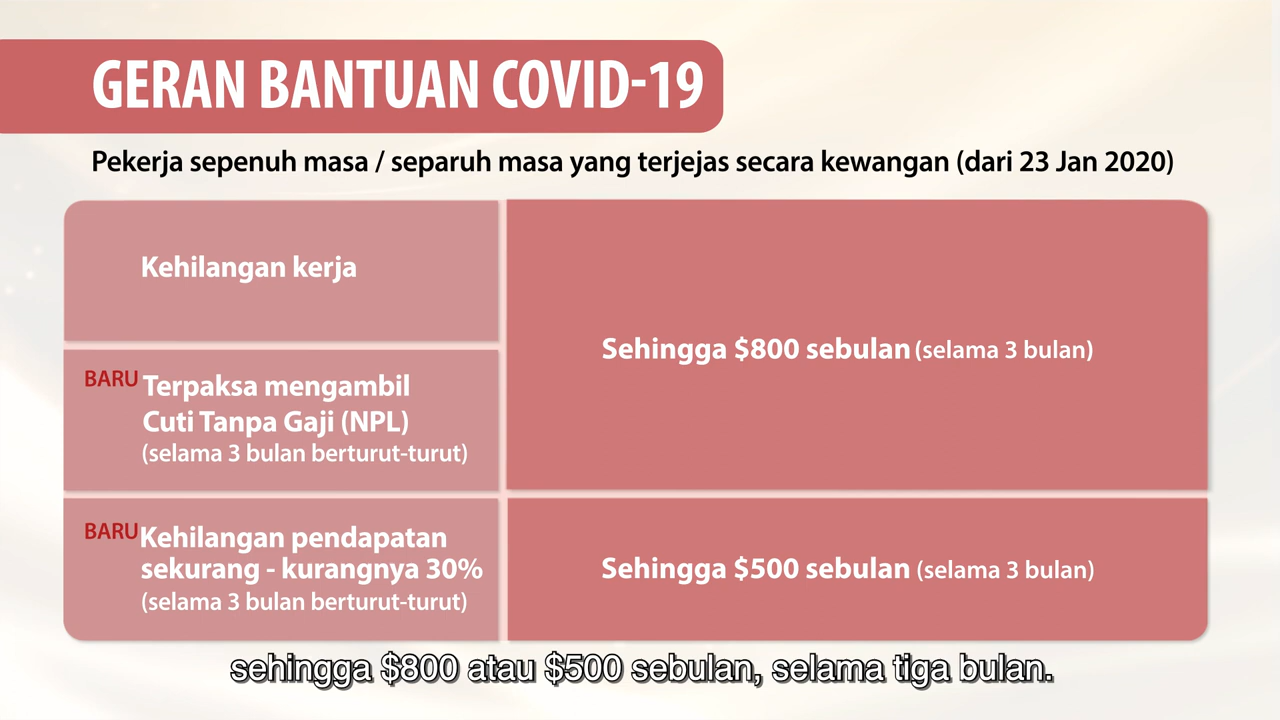 GERAN BANTUAN COVID-19
Pekerja sepenuh masa / separuh masa yang terjejas secara kewangan (dari 23 Jan 2020)
Kehilangan kerja
Sehingga $800 sebulan (selama 3 bulan)
BARU Terpaksa mengambil
Cuti Tanpa Gaji (NPL)
(selama 3 bulan berturut-turut)
BARU Kehilangan pendapatan
sekurang - kurangnya 30%
(selama 3 bulan berturut-turut)
Sehingga $500 sebulan (selama 3 bulan)
sehingga $800 atau $500 sebulan, selama tiga bulan.